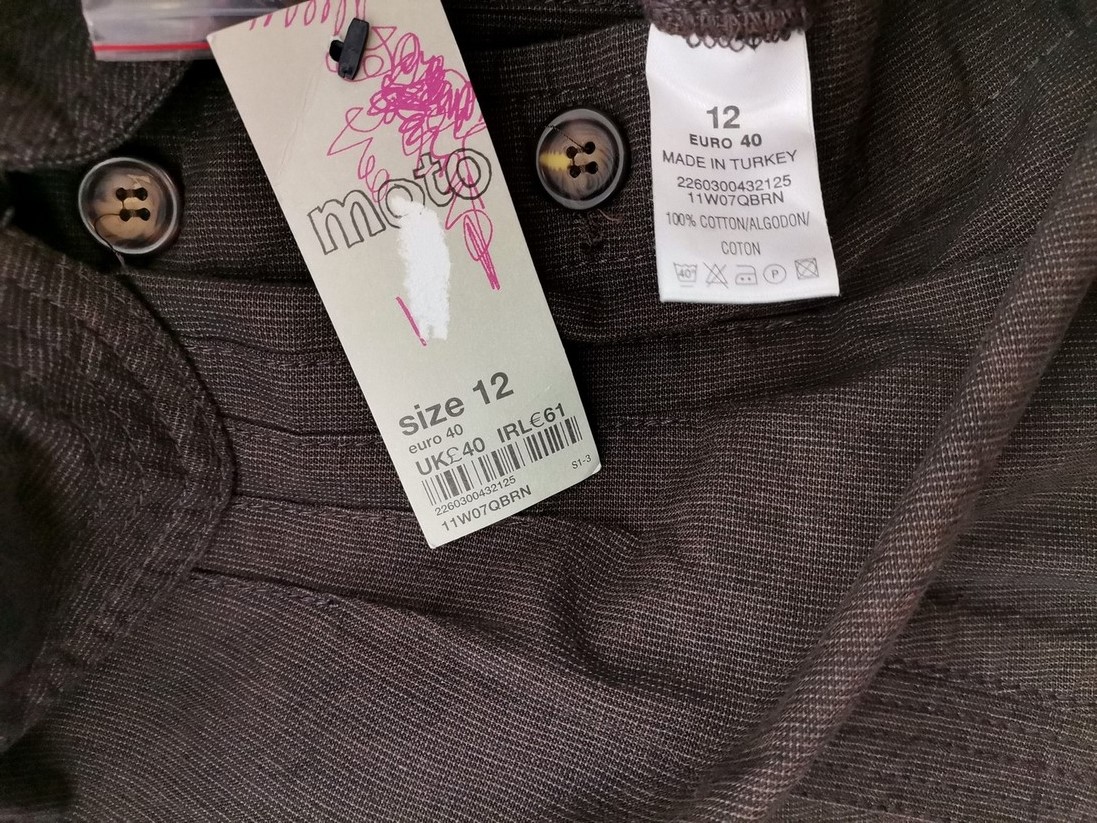 moto
size 12
euro 40
UK£40 IRL€61
2260300432125
11W07QBRN
S1-3
12
EURO 40
MADE IN TURKEY
2260300432125
11W07QBRN
100% COTTON/ALGODON/
COTON
40°
P